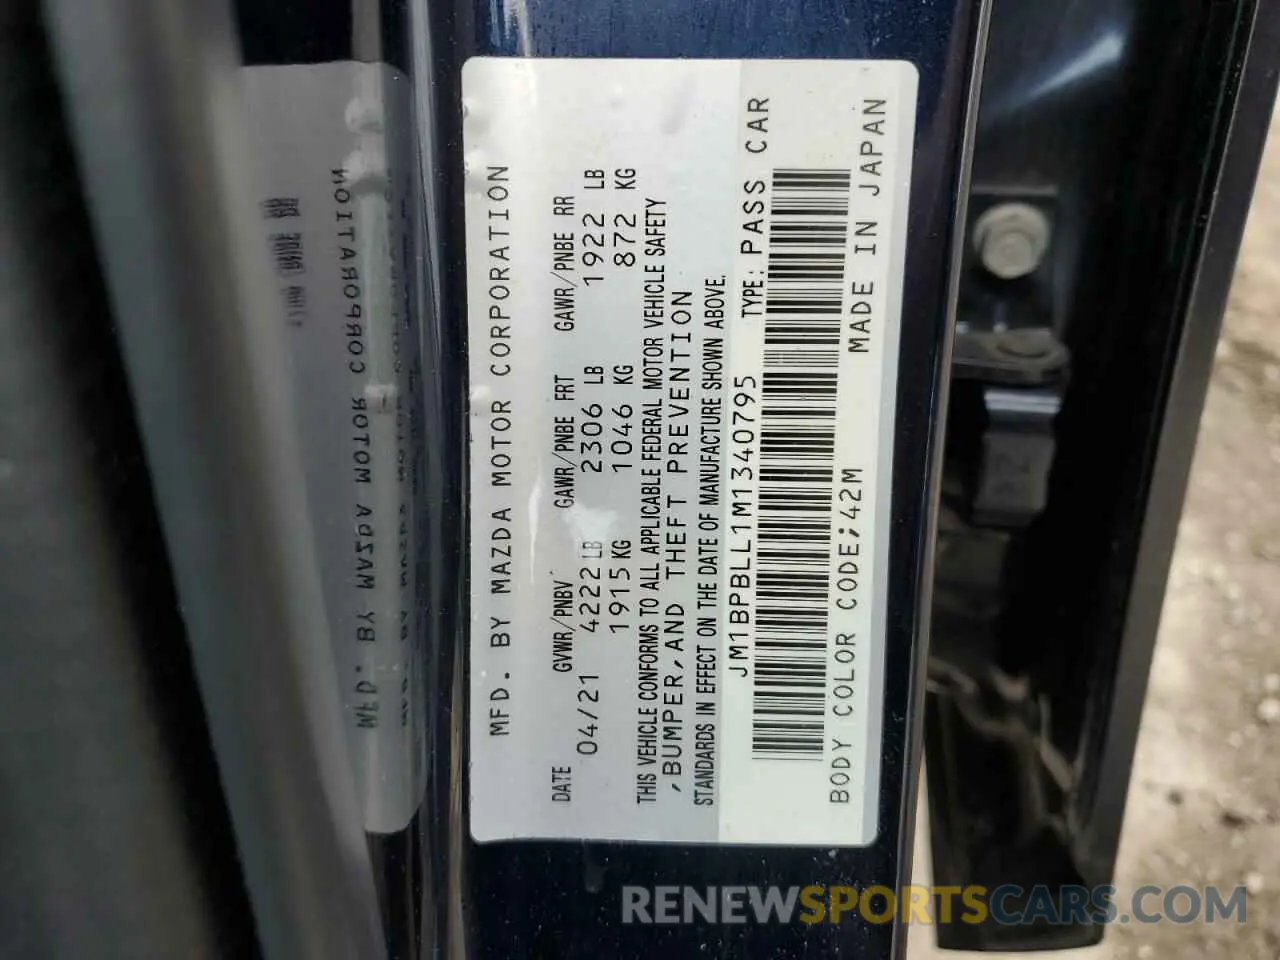 MFD. BY MAZDA MOTOR CORPORATION
DATE GVWR/PNBV GAWR/PNBE FRT GAWR/PNBE RR
04/21 4222 LB 2306 LB 1922 LB
1915 KG 1046 KG 872 KG
THIS VEHICLE CONFORMS TO ALL APPLICABLE FEDERAL MOTOR VEHICLE SAFETY
,BUMPER,AND THEFT PREVENTION
STANDARDS IN EFFECT ON THE DATE OF MANUFACTURE SHOWN ABOVE.
JM1BPBLL1M1340795 TYPE: PASS CAR
BODY COLOR CODE;42M MADE IN JAPAN
RENEWSPORTSCARS.COM